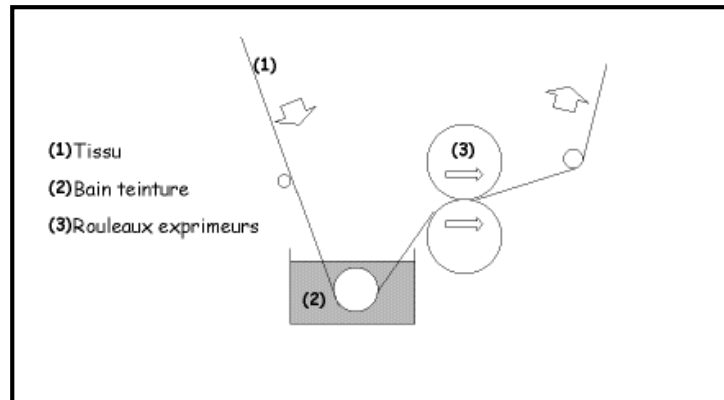 (1)
(3)
(1)Tissu
(2)Bain teinture
(3)Rouleaux exprimeurs
(2)